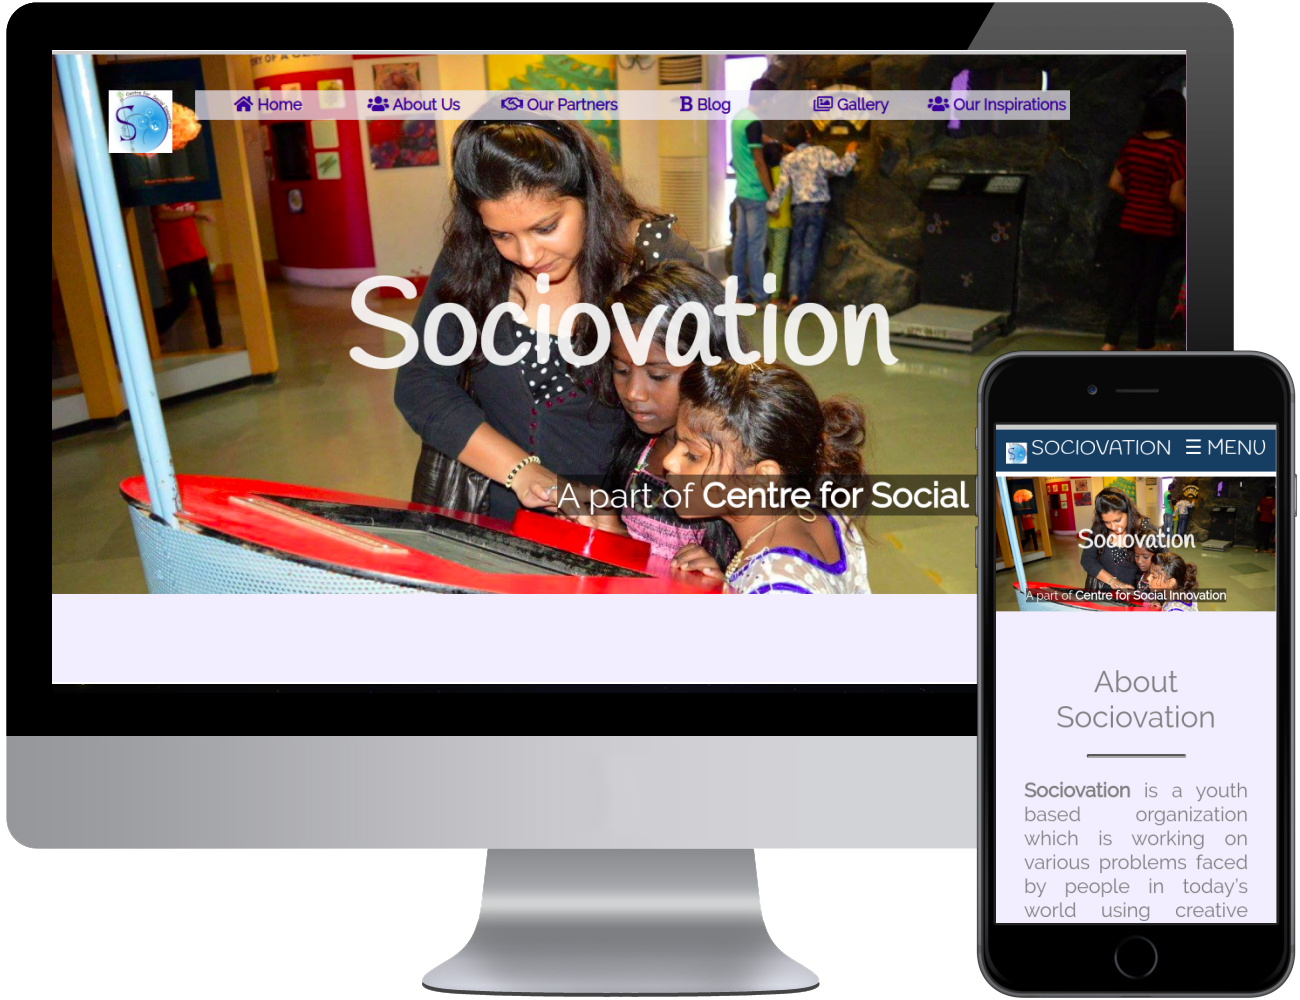 Home About Us Our Partners B Blog Gallery Our Inspirations
Sociovation
A part of Centre for Social
SOCIOVATION ☰ MENU
Sociovation
A part of Centre for Social Innovation
About
Sociovation
Sociovation is a youth
based organization
which is working on
various problems faced
by people in today's
world using creative